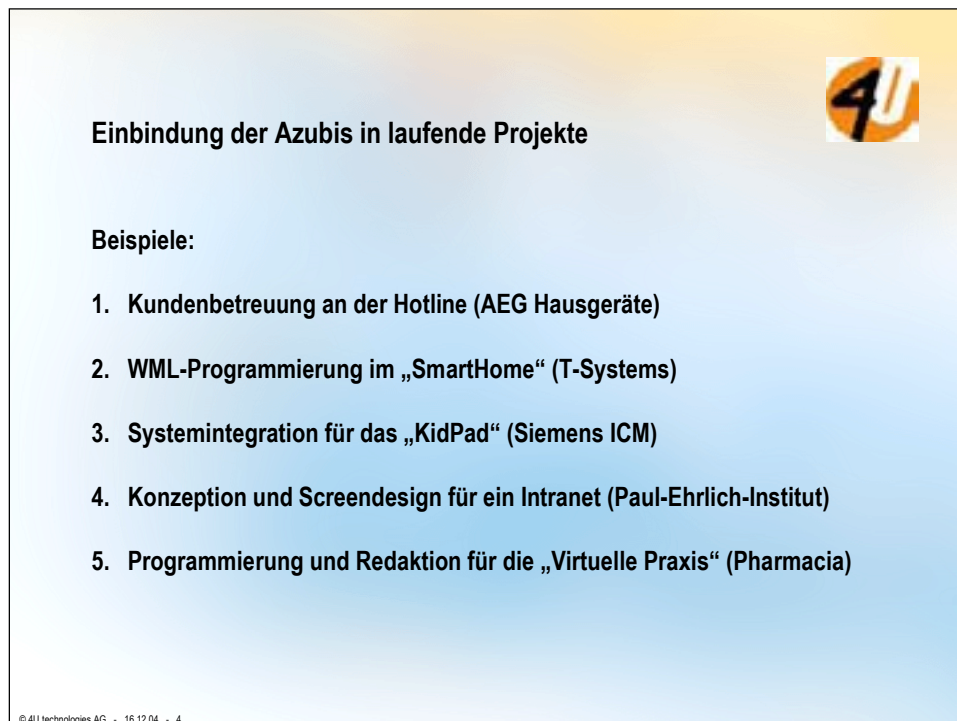 4U
Einbindung der Azubis in laufende Projekte
Beispiele:
1. Kundenbetreuung an der Hotline (AEG Hausgeräte)
2. WML-Programmierung im „SmartHome“ (T-Systems)
3. Systemintegration für das „KidPad“ (Siemens ICM)
4. Konzeption und Screendesign für ein Intranet (Paul-Ehrlich-Institut)
5. Programmierung und Redaktion für die „Virtuelle Praxis“ (Pharmacia)
© 4U technologies AG - 16.12.04 - 4